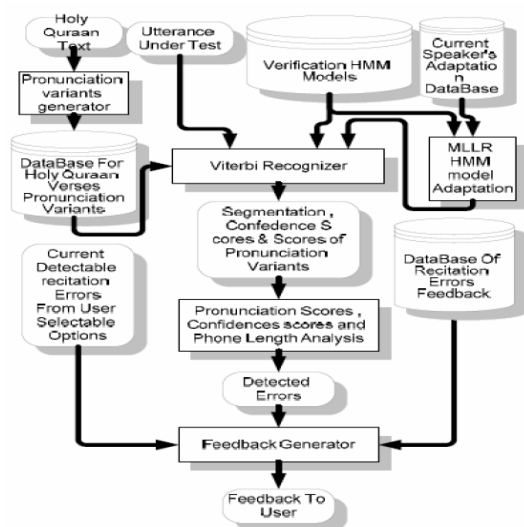 Holy
Quraan
Text
Utterance
Under Test
Verification HMM
Models
Current
Speaker's
Adaptatio
n
DataBase
Pronunciation
variants
generator
DataBase For
Holy Quraan
Verses
Pronunciation
Variants
Viterbi Recognizer
MLLR
HMM
model
Adaptation
Segmentation ,
Confedence S
cores & Scores of
Pronunciation
Variants
Current
Detectable
recitation
Errors
From User
Selectable
Options
DataBase Of
Recitation
Errors
Feedback
Pronunciation Scores ,
Confidences scores and
Phone Length Analysis
Detected
Errors
Feedback Generator
Feedback To
User